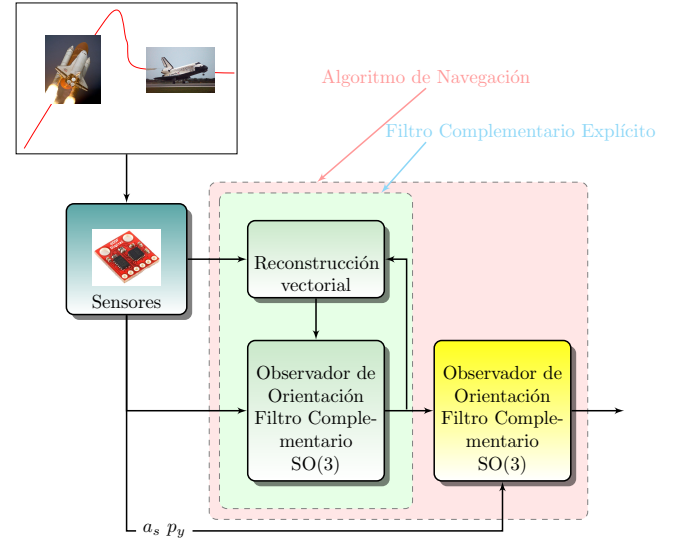 Algoritmo de Navegación
Filtro Complementario Explícito
Sensores
Reconstrucción
vectorial
Observador de
Orientación
Filtro Comple-
mentario
SO(3)
Observador de
Orientación
Filtro Comple-
mentario
SO(3)
a_s p_y